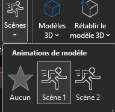 Scènes
Modèles
3D
Rétablir le
modèle 3D
Animations de modèle
Aucun
Scène 1
Scène 2